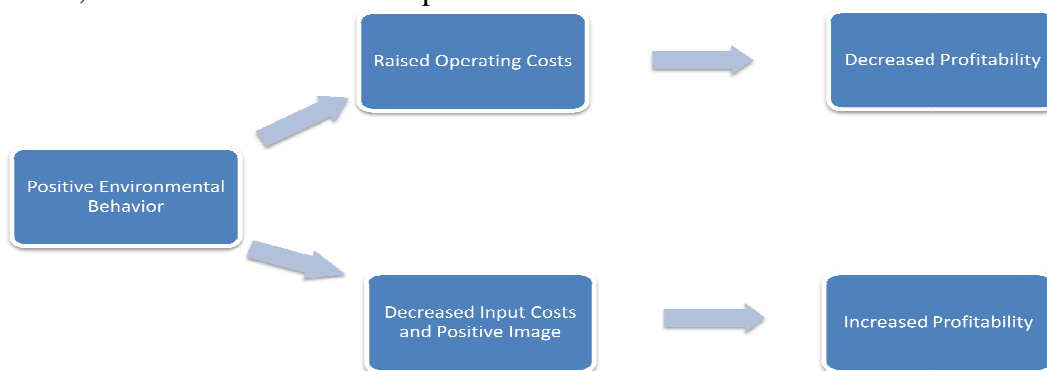 Raised Operating Costs
Decreased Profitability
Positive Environmental
Behavior
Decreased Input Costs
and Positive Image
Increased Profitability